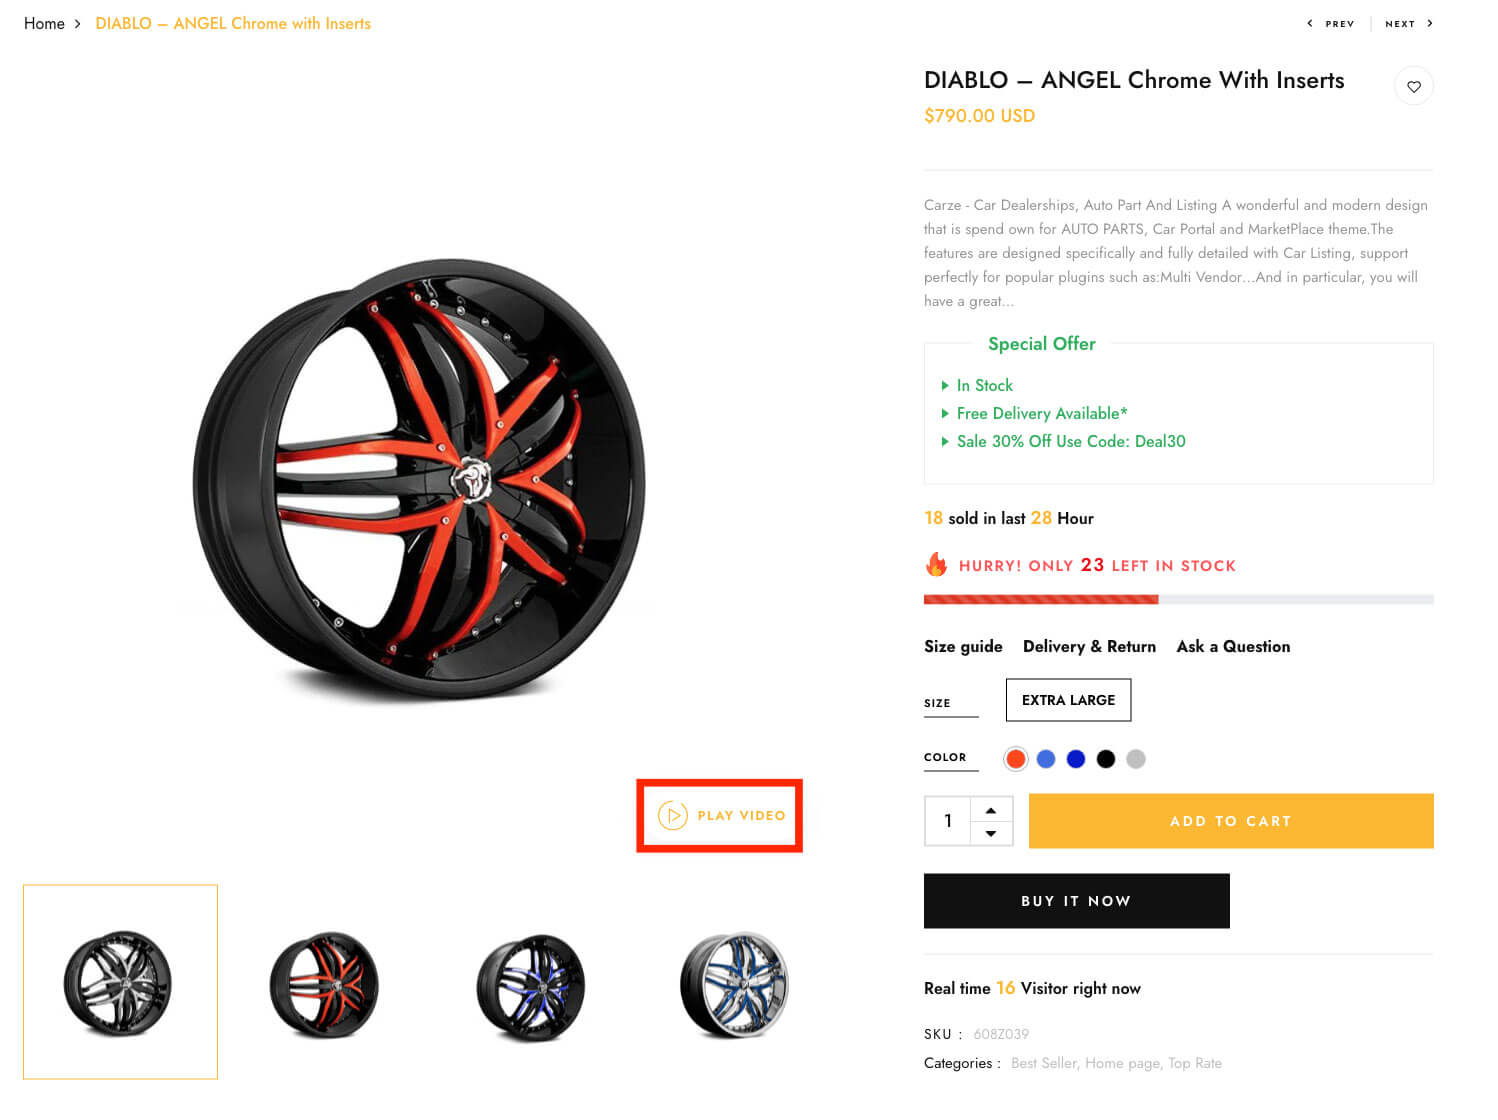 Home > DIABLO – ANGEL Chrome with Inserts
PREV
NEXT
DIABLO – ANGEL Chrome With Inserts
$790.00 USD
Carze - Car Dealerships, Auto Part And Listing A wonderful and modern design
that is spend own for AUTO PARTS, Car Portal and MarketPlace theme.The
features are designed specifically and fully detailed with Car Listing, support
perfectly for popular plugins such as:Multi Vendor...And in particular, you will
have a great...
Special Offer
In Stock
Free Delivery Available*
Sale 30% Off Use Code: Deal30
18 sold in last 28 Hour
HURRY! ONLY 23 LEFT IN STOCK
Size guide
Delivery & Return
Ask a Question
SIZE
EXTRA LARGE
COLOR
PLAY VIDEO
1
ADD TO CART
BUY IT NOW
Real time 16 Visitor right now
SKU : 608Z039
Categories : Best Seller, Home page, Top Rate